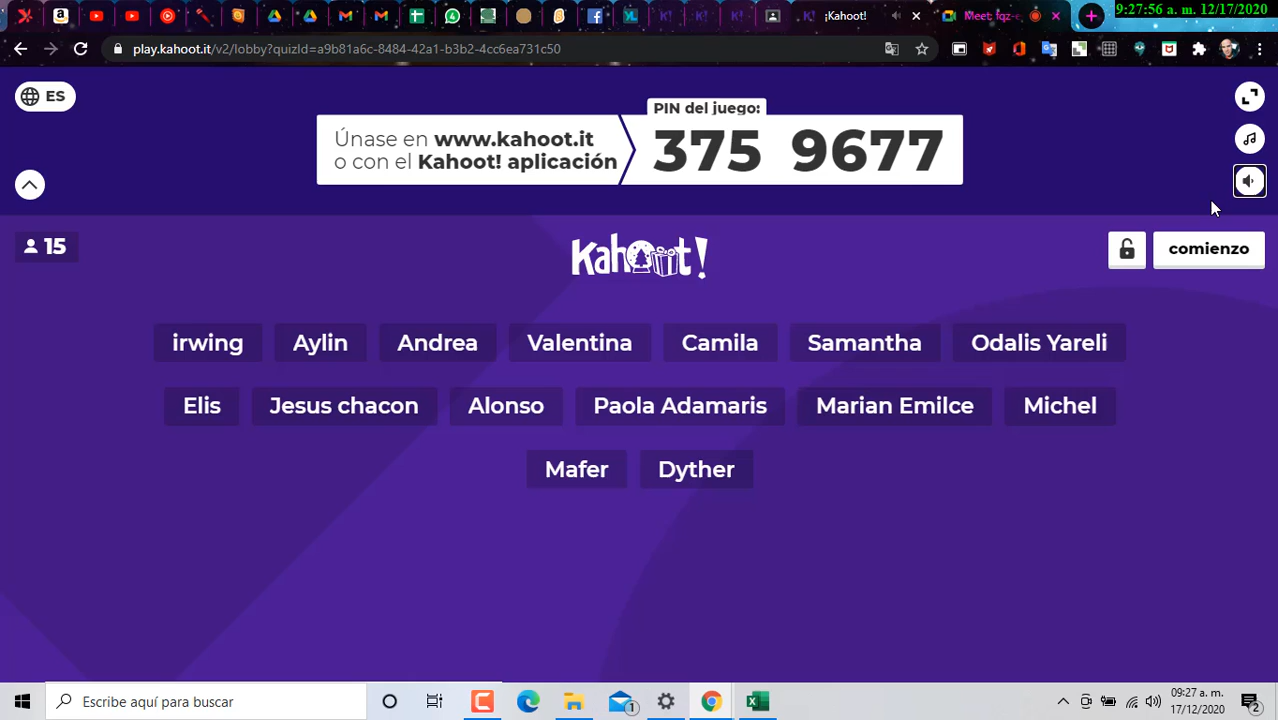 ¡Kahoot!
Meet: fqz-e
9:27:56 a. m. 12/17/2020
play.kahoot.it/v2/lobby?quizId=a9b81a6c-8484-42a1-b3b2-4cc6ea731c50
ES
PIN del juego:
Únase en www.kahoot.it
o con el Kahoot! aplicación
375 9677
15
Kahoot!
comienzo
irwing Aylin Andrea Valentina Camila Samantha Odalis Yareli
Elis Jesus chacon Alonso Paola Adamaris Marian Emilce Michel
Mafer Dyther
Escribe aquí para buscar
1
09:27 a. m.
17/12/2020
2